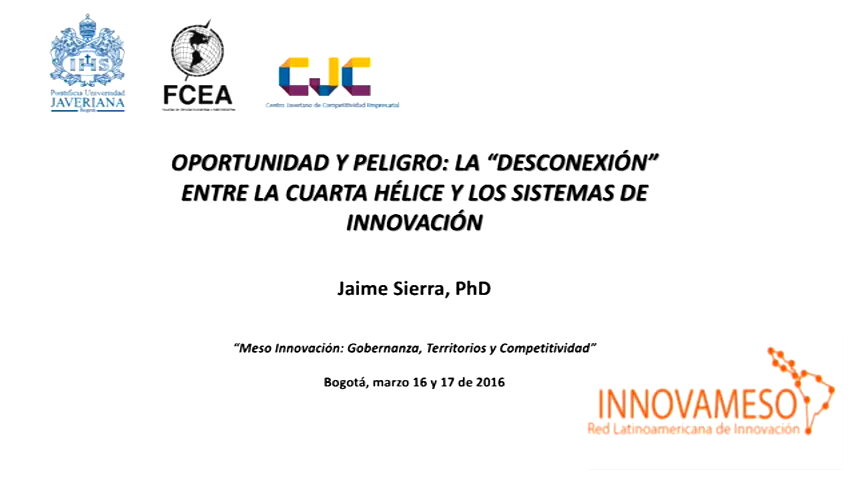 IHS
Pontificia Universidad
JAVERIANA
Bogotá
FCEA
CJC
Centro Javeriano de Competitividad Empresarial
OPORTUNIDAD Y PELIGRO: LA “DESCONEXIÓN”
ENTRE LA CUARTA HÉLICE Y LOS SISTEMAS DE
INNOVACIÓN
Jaime Sierra, PhD
“Meso Innovación: Gobernanza, Territorios y Competitividad”
Bogotá, marzo 16 y 17 de 2016
INNOVAMESO
Red Latinoamericana de Innovación